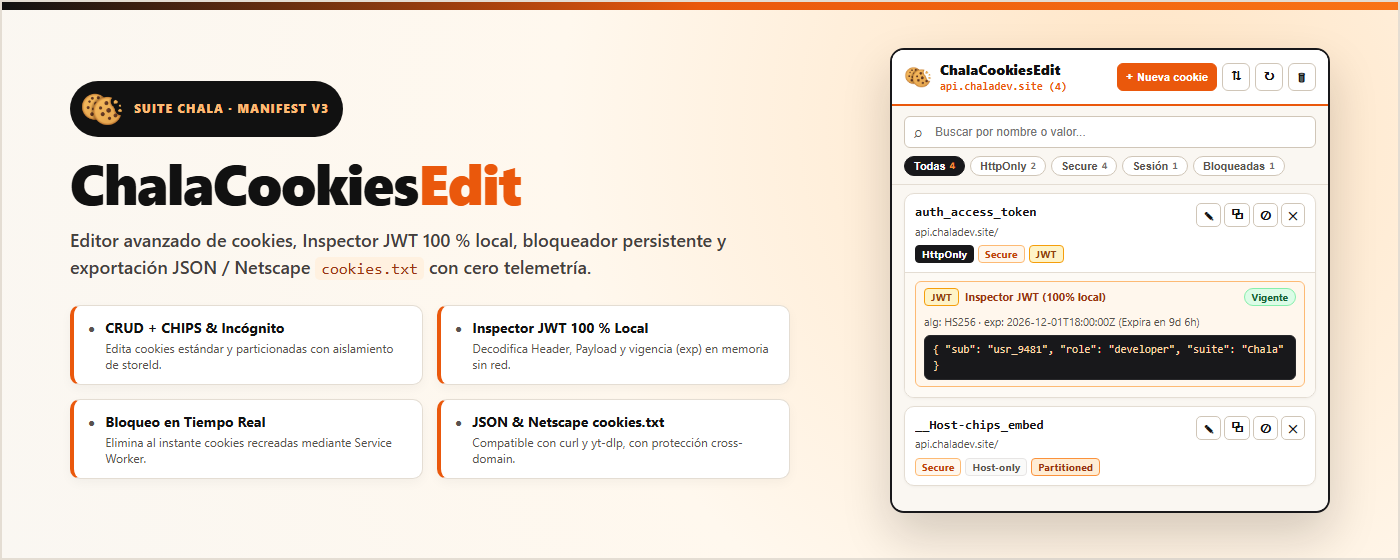 SUITE CHALA · MANIFEST V3
ChalaCookiesEdit
Editor avanzado de cookies, Inspector JWT 100 % local, bloqueador persistente y
exportación JSON / Netscape cookies.txt con cero telemetría.
• CRUD + CHIPS & Incógnito
Edita cookies estándar y particionadas con aislamiento
de storeId.
• Inspector JWT 100 % Local
Decodifica Header, Payload y vigencia (exp) en memoria
sin red.
• Bloqueo en Tiempo Real
Elimina al instante cookies recreadas mediante Service
Worker.
• JSON & Netscape cookies.txt
Compatible con curl y yt-dlp, con protección cross-
domain.
ChalaCookiesEdit
api.chaladev.site (4)
+ Nueva cookie
Buscar por nombre o valor...
Todas 4 HttpOnly 2 Secure 4 Sesión 1 Bloqueadas 1
auth_access_token
api.chaladev.site/
HttpOnly Secure JWT
JWT Inspector JWT (100% local) Vigente
alg: HS256 · exp: 2026-12-01T18:00:00Z (Expira en 9d 6h)
{ "sub": "usr_9481", "role": "developer", "suite": "Chala"
}
__Host-chips_embed
api.chaladev.site/
Secure Host-only Partitioned